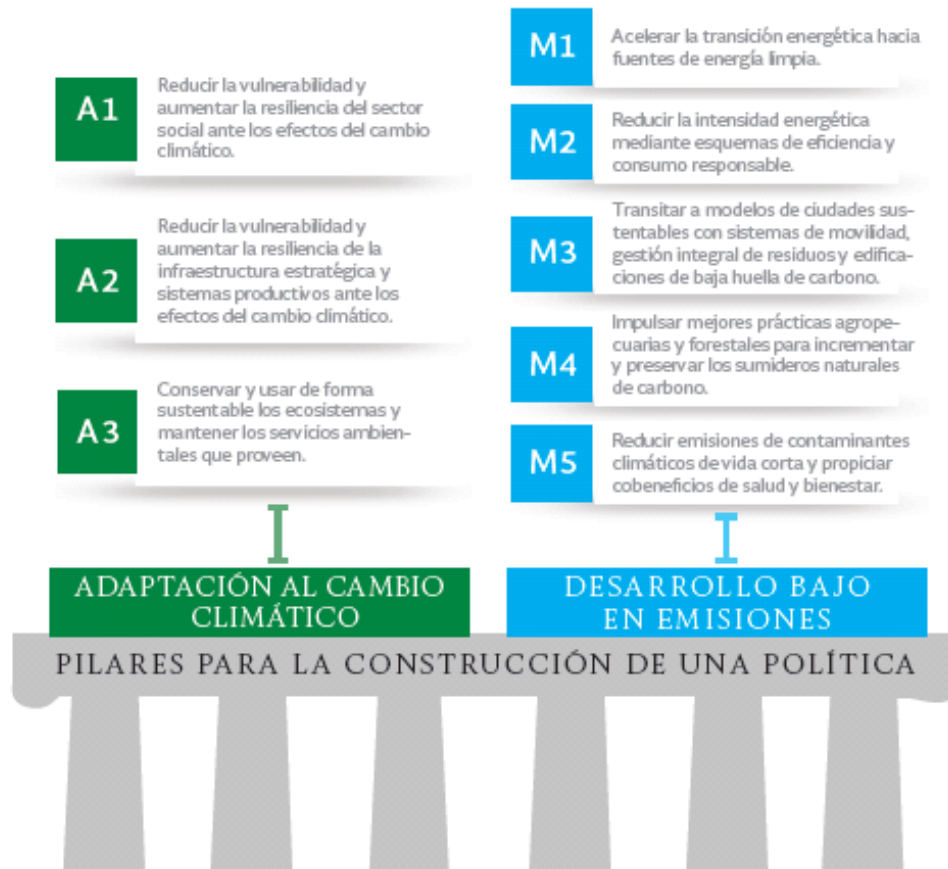 A1
Reducir la vulnerabilidad y
aumentar la resiliencia del sector
social ante los efectos del cambio
climático.
A2
Reducir la vulnerabilidad y
aumentar la resiliencia de la
infraestructura estratégica y
sistemas productivos ante los
efectos del cambio climático.
A3
Conservar y usar de forma
sustentable los ecosistemas y
mantener los servicios ambien-
tales que proveen.
ADAPTACIÓN AL CAMBIO
CLIMÁTICO
M1
Acelerar la transición energética hacia
fuentes de energía limpia.
M2
Reducir la intensidad energética
mediante esquemas de eficiencia y
consumo responsable.
M3
Transitar a modelos de ciudades sus-
tentables con sistemas de movilidad,
gestión integral de residuos y edifica-
ciones de baja huella de carbono.
M4
Impulsar mejores prácticas agrope-
cuarias y forestales para incrementar
y preservar los sumideros naturales
de carbono.
M5
Reducir emisiones de contaminantes
climáticos de vida corta y propiciar
cobeneficios de salud y bienestar.
DESARROLLO BAJO
EN EMISIONES
PILARES PARA LA CONSTRUCCIÓN DE UNA POLÍTICA